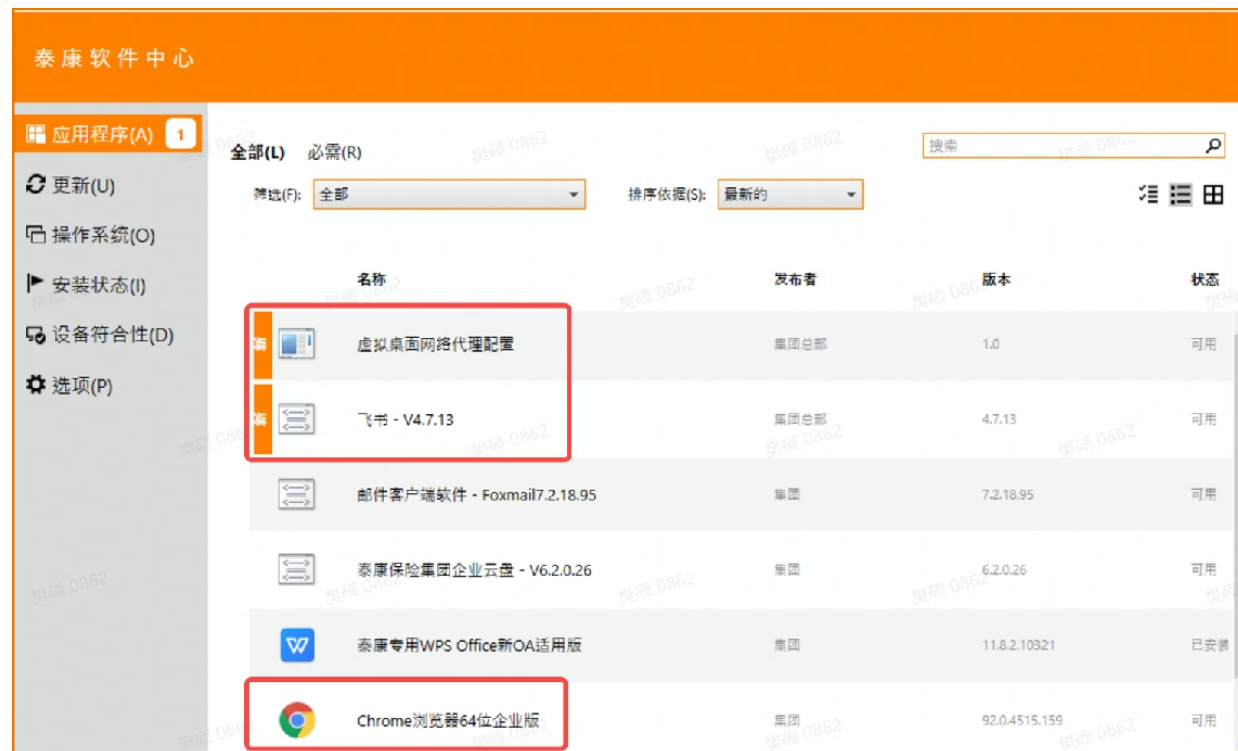 泰康软件中心
应用程序(A) 1
更新(U)
操作系统(O)
安装状态(I)
设备符合性(D)
选项(P)
全部(L) 必需(R)
搜索
筛选(F): 全部 排序依据(S): 最新的
名称 发布者 版本 状态
新 虚拟桌面网络代理配置 集团总部 1.0 可用
新 飞书 - V4.7.13 集团总部 4.7.13 可用
邮件客户端软件 - Foxmail7.2.18.95 集团 7.2.18.95 可用
泰康保险集团企业云盘 - V6.2.0.26 集团 6.2.0.26 可用
泰康专用WPS Office新OA适用版 集团 11.8.2.10321 已安装
Chrome浏览器64位企业版 集团 92.0.4515.159 可用
樊硕 0862